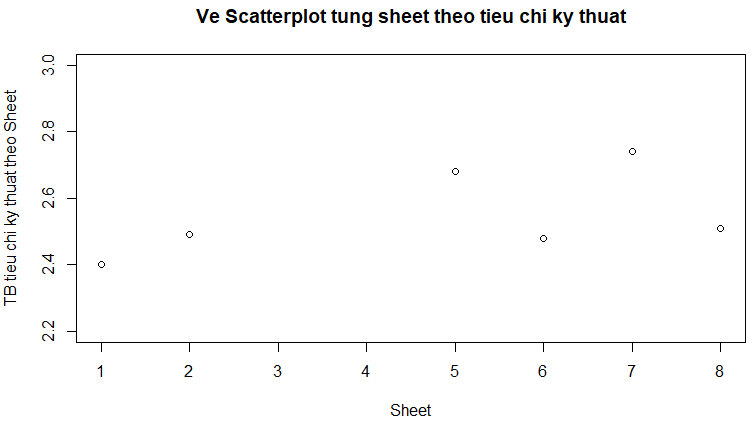 Ve Scatterplot tung sheet theo tieu chi ky thuat
TB tieu chi ky thuat theo Sheet
3.0
2.8
2.6
2.4
2.2
1 2 3 4 5 6 7 8
Sheet